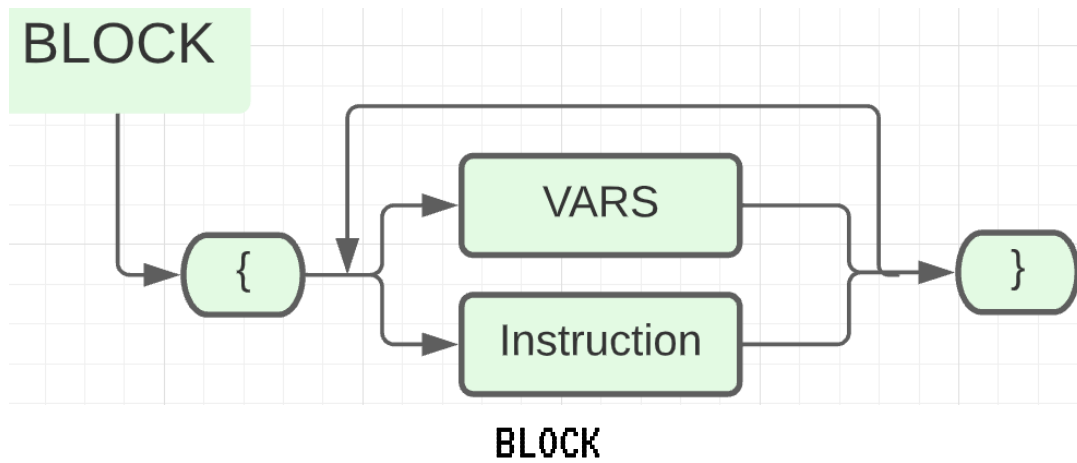 BLOCK
VARS
{
}
Instruction
BLOCK